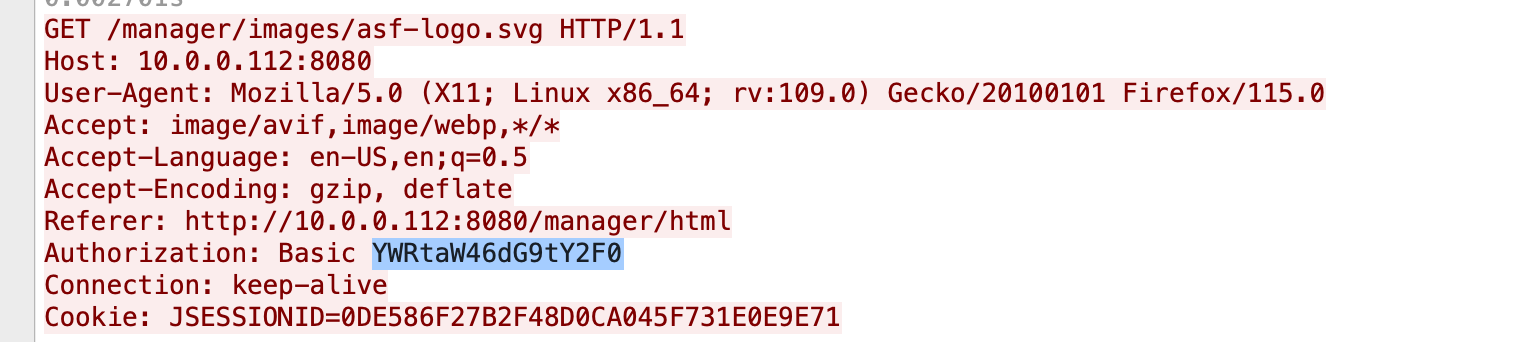 GET /manager/images/asf-logo.svg HTTP/1.1
Host: 10.0.0.112:8080
User-Agent: Mozilla/5.0 (X11; Linux x86_64; rv:109.0) Gecko/20100101 Firefox/115.0
Accept: image/avif,image/webp,*/*
Accept-Language: en-US,en;q=0.5
Accept-Encoding: gzip, deflate
Referer: http://10.0.0.112:8080/manager/html
Authorization: Basic YWRtaW46dG9tY2F0
Connection: keep-alive
Cookie: JSESSIONID=0DE586F27B2F48D0CA045F731E0E9E71